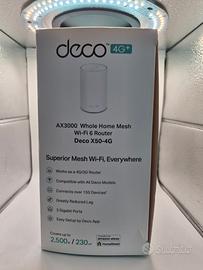 deco 4G+
AX3000 Whole Home Mesh
Wi-Fi 6 Router
Deco X50-4G
Superior Mesh Wi-Fi, Everywhere
Works as a 4G/3G Router
Compatible with All Deco Models
Connects over 150 Devices
Greatly Reduced Lag
3 Gigabit Ports
Easy Setup by Deco App
Covers up to
2,500 /230